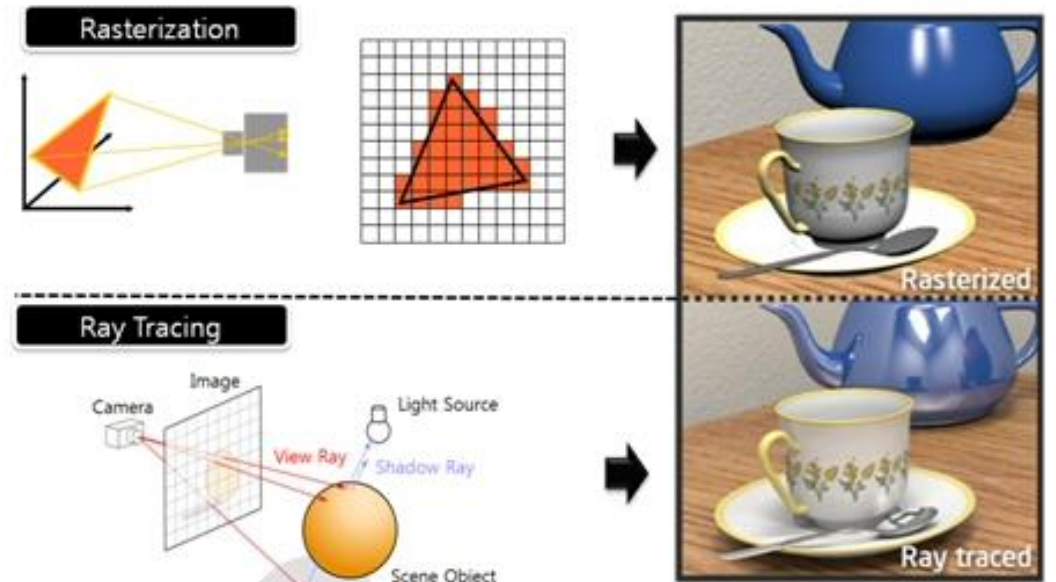 Rasterization
Rasterized
Ray Tracing
Image
Camera
Light Source
View Ray
Shadow Ray
Scene Object
Ray traced